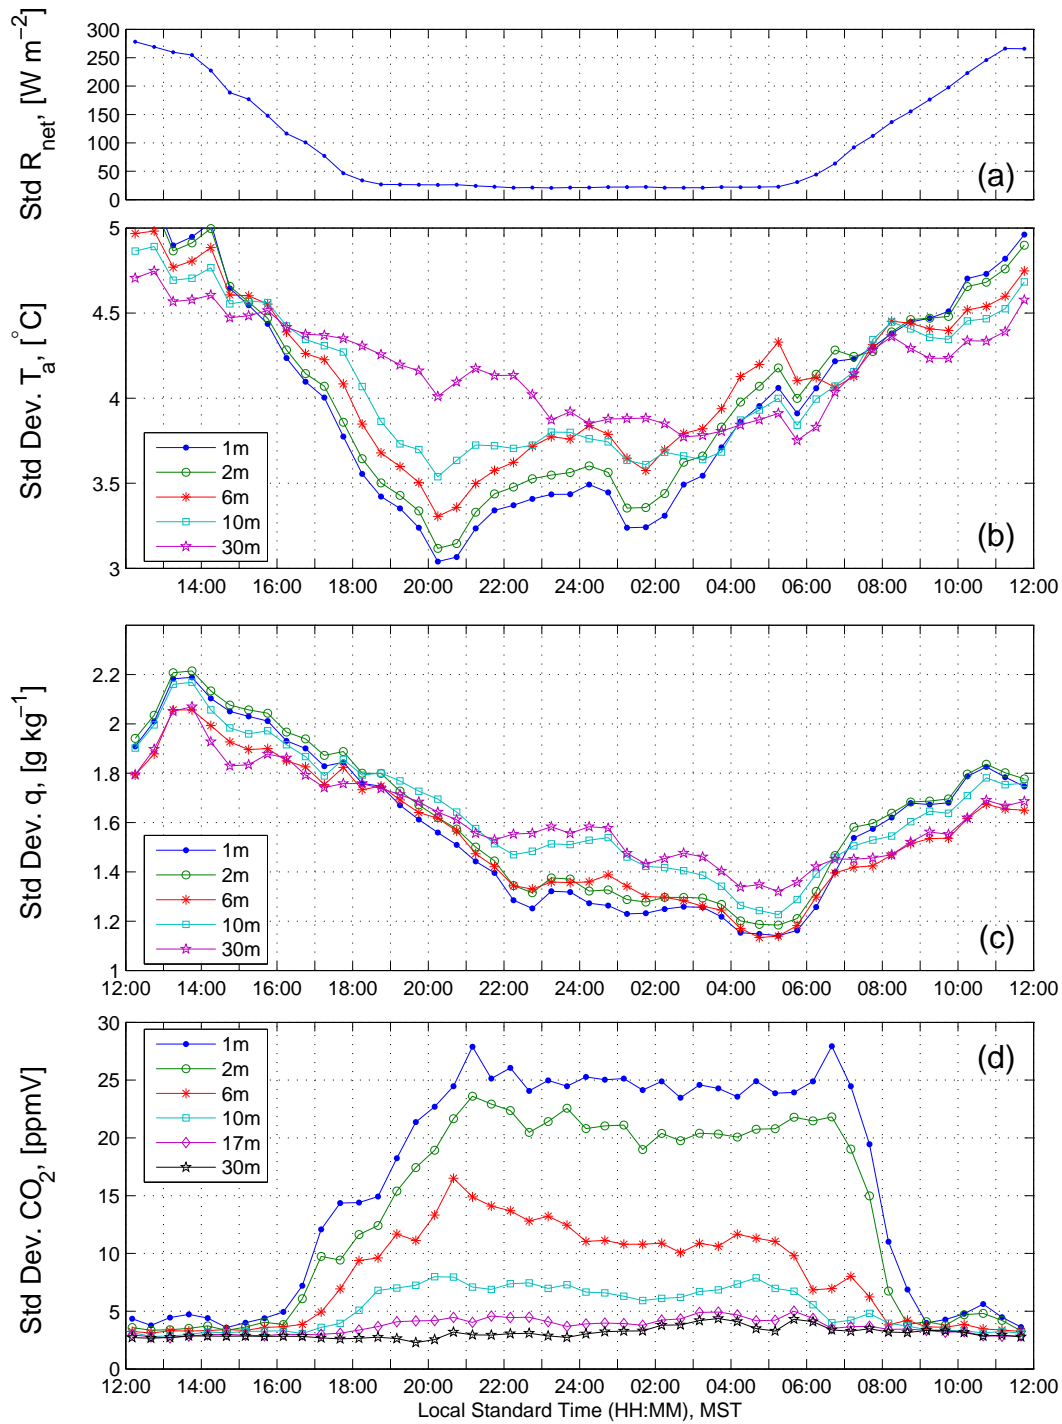 Std R_net, [W m^-2]
300
250
200
150
100
50
0
(a)
Std Dev. T_a, [°C]
5
4.5
4
3.5
3
1m
2m
6m
10m
30m
(b)
14:00 16:00 18:00 20:00 22:00 24:00 02:00 04:00 06:00 08:00 10:00 12:00
Std Dev. q, [g kg^-1]
2.2
2
1.8
1.6
1.4
1.2
1
1m
2m
6m
10m
30m
(c)
12:00 14:00 16:00 18:00 20:00 22:00 24:00 02:00 04:00 06:00 08:00 10:00 12:00
Std Dev. CO_2, [ppmV]
30
25
20
15
10
5
0
1m
2m
6m
10m
17m
30m
(d)
12:00 14:00 16:00 18:00 20:00 22:00 24:00 02:00 04:00 06:00 08:00 10:00 12:00
Local Standard Time (HH:MM), MST